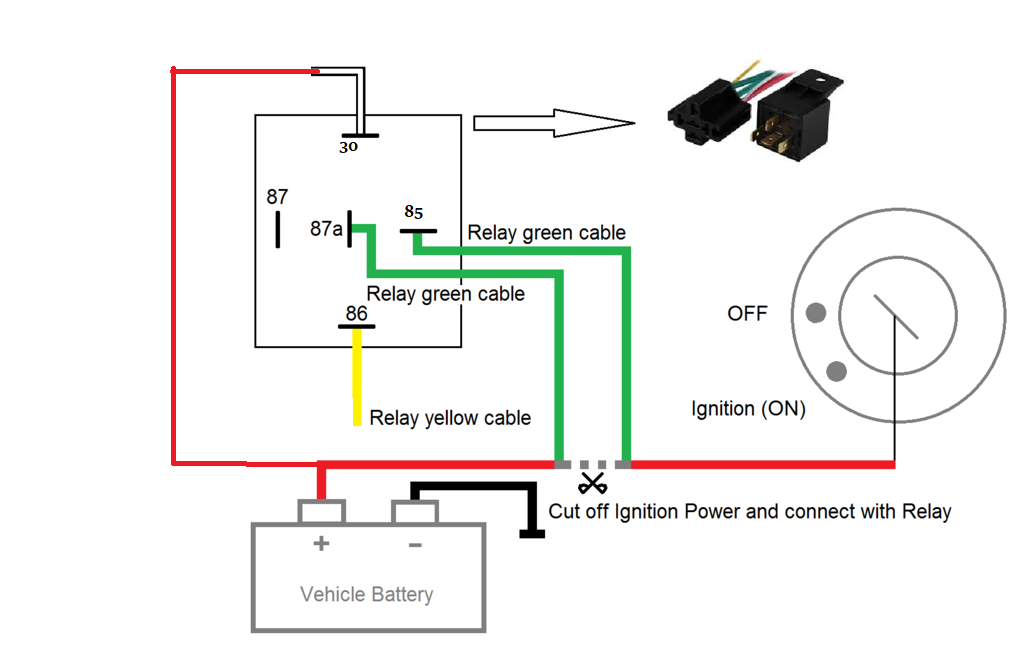 30
87
87a
85
Relay green cable
Relay green cable
86
Relay yellow cable
OFF
Ignition (ON)
Cut off Ignition Power and connect with Relay
+ −
Vehicle Battery